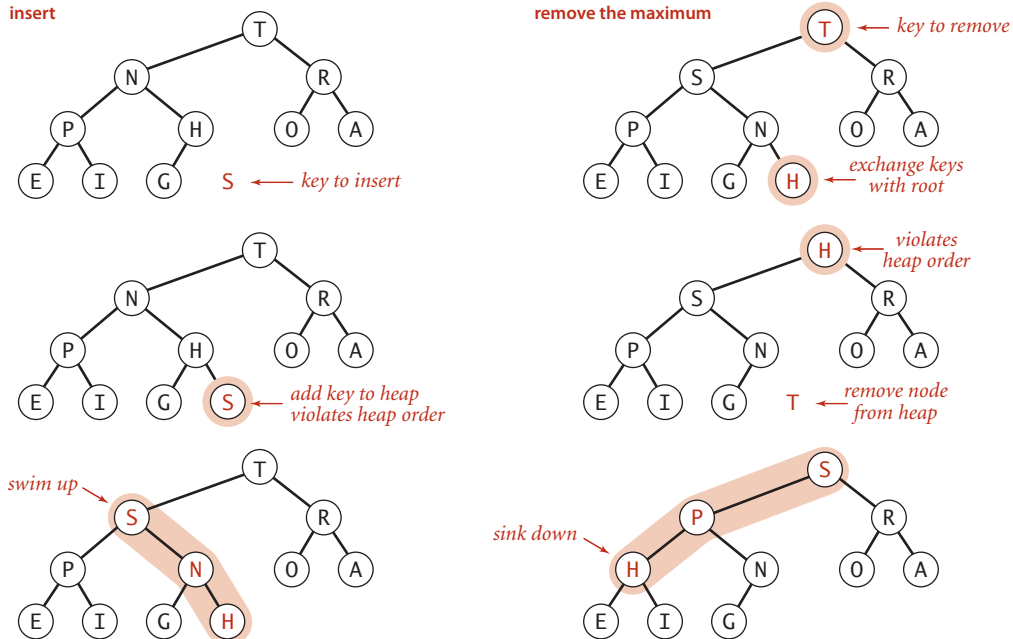 insert
T
N R
P H O A
E I G S key to insert
T
N R
P H O A
E I G S add key to heap
violates heap order
swim up
T
S R
P N O A
E I G H
remove the maximum
T key to remove
S R
P N O A
E I G H exchange keys
with root
H violates
heap order
S R
P N O A
E I G T remove node
from heap
sink down
S
P R
H N O A
E I G